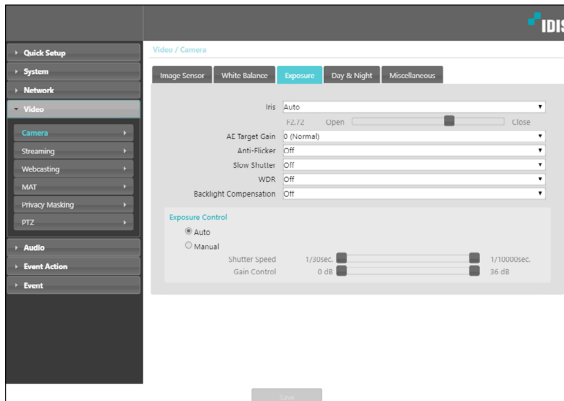 IDIS
Quick Setup
System
Network
Video
Camera
Streaming
Webcasting
MAT
Privacy Masking
PTZ
Audio
Event Action
Event
Video / Camera
Image Sensor White Balance Exposure Day & Night Miscellaneous
Iris Auto
F2.72 Open Close
AE Target Gain 0 (Normal)
Anti-Flicker Off
Slow Shutter Off
WDR Off
Backlight Compensation Off
Exposure Control
Auto
Manual
Shutter Speed 1/30sec. 1/10000sec.
Gain Control 0 dB 36 dB
Save